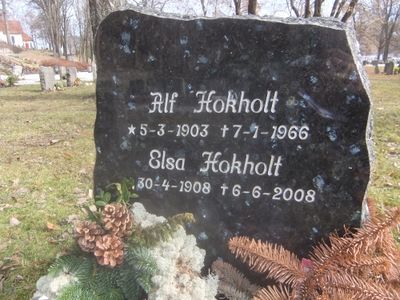 Alf Hokholt
★5-3-1903 †7-1-1966
Elsa Hokholt
30-4-1908 †6-6-2008